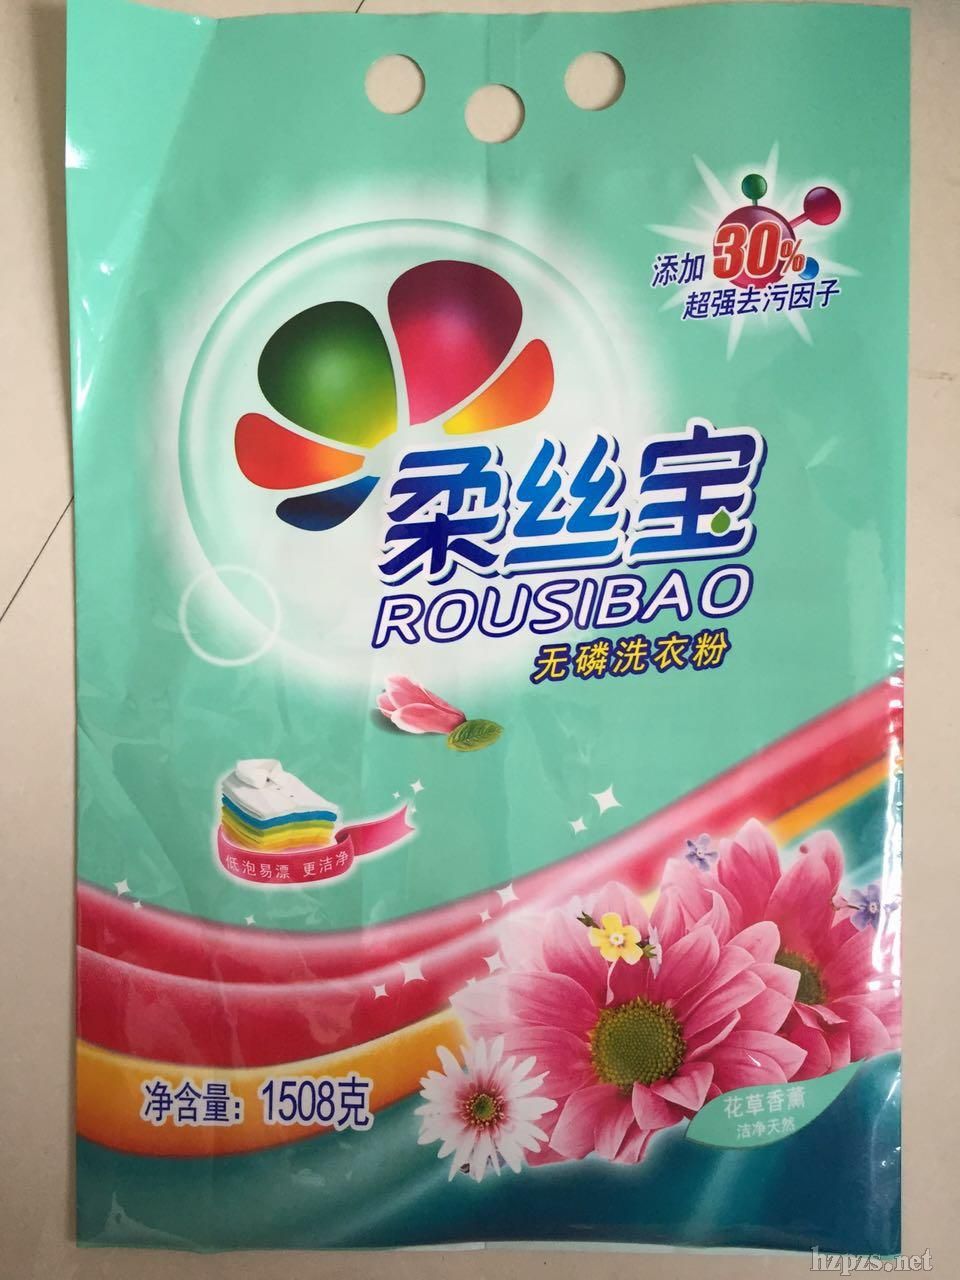 添加30%
超强去污因子
柔丝宝
ROUSIBAO
无磷洗衣粉
低泡易漂 更洁净
净含量：1508克
花草香薰
洁净天然
hzpzs.net